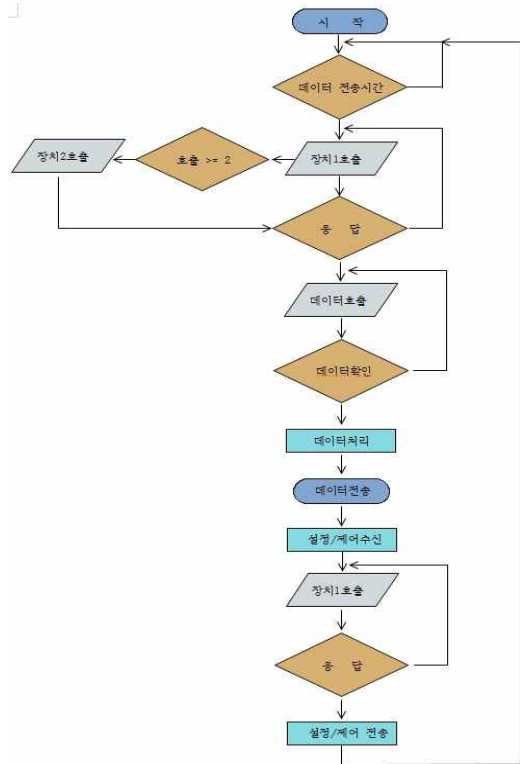 시 작
데이터 전송시간
장치2호출
호출 >= 2
장치1호출
응 답
데이터호출
데이터확인
데이터처리
데이터전송
설정/제어수신
장치1호출
응 답
설정/제어 전송